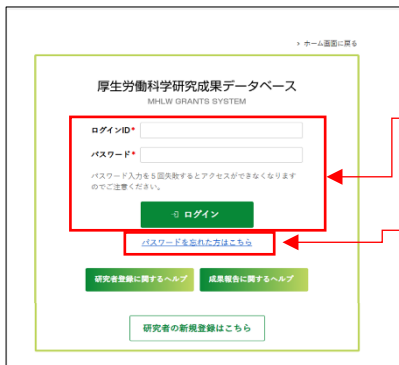 › ホーム画面に戻る
厚生労働科学研究成果データベース
MHLW GRANTS SYSTEM
ログインID*
パスワード*
パスワード入力を5回失敗するとアクセスができなくなります
のでご注意ください。
ログイン
パスワードを忘れた方はこちら
研究者登録に関するヘルプ 成果報告に関するヘルプ
研究者の新規登録はこちら